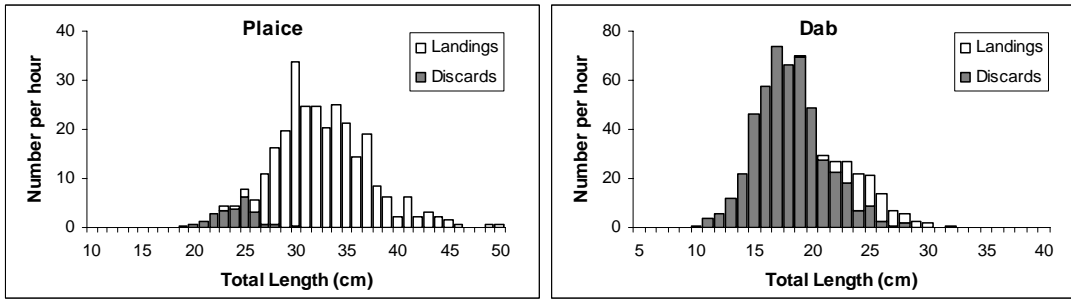 Plaice
Landings
Discards
Number per hour
40
30
20
10
0
10 15 20 25 30 35 40 45 50
Total Length (cm)
Dab
Landings
Discards
Number per hour
80
60
40
20
0
5 10 15 20 25 30 35 40
Total Length (cm)